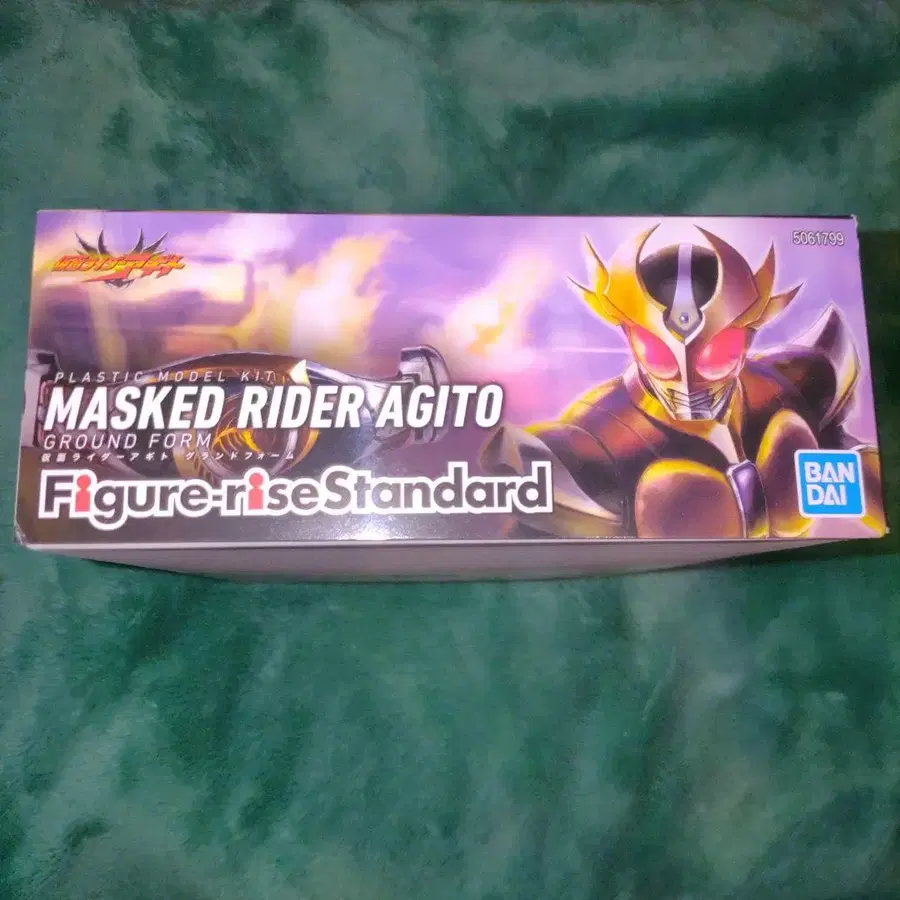 仮面ライダーアギト
5061799
PLASTIC MODEL KIT
MASKED RIDER AGITO
GROUND FORM
仮面ライダーアギト グランドフォーム
Figure-riseStandard
BAN
DAI